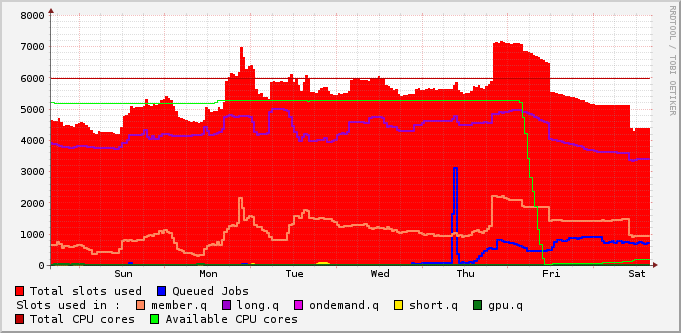 8000
7000
6000
5000
4000
3000
2000
1000
0
Sun Mon Tue Wed Thu Fri Sat
RRDTOOL / TOBI OETIKER
Total slots used Queued Jobs
Slots used in : member.q long.q ondemand.q short.q gpu.q
Total CPU cores Available CPU cores